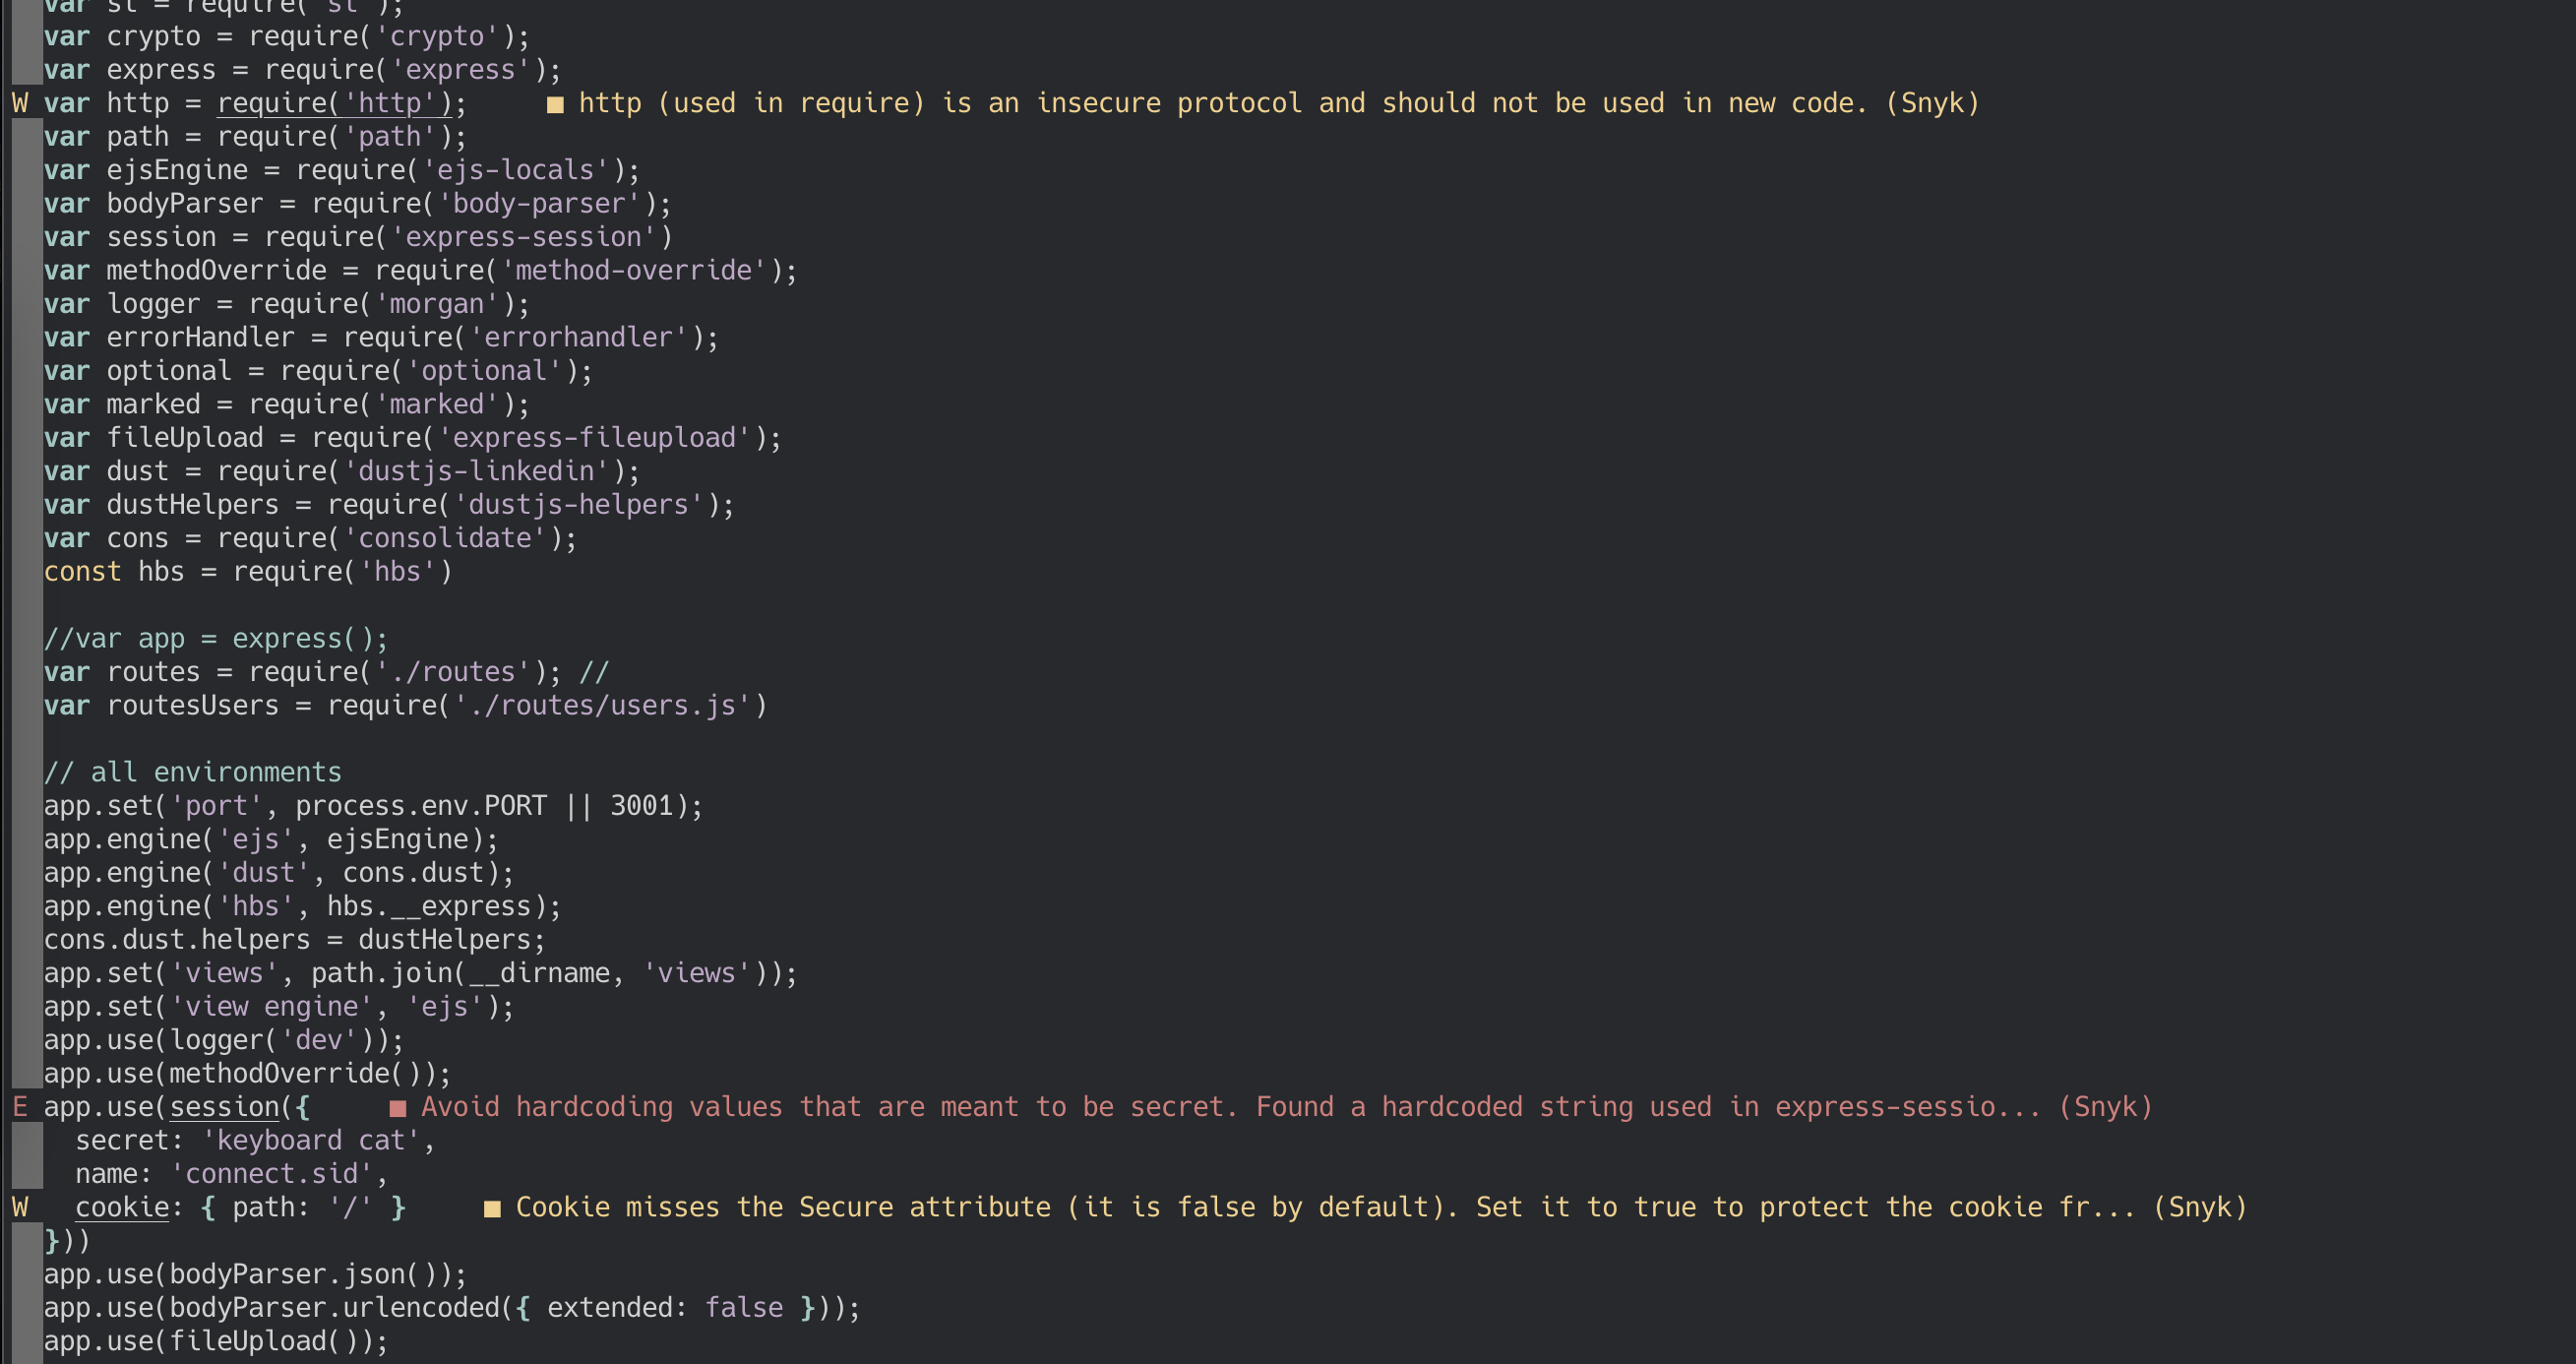 var st = require('st');
var crypto = require('crypto');
var express = require('express');
W var http = require('http');     ■ http (used in require) is an insecure protocol and should not be used in new code. (Snyk)
var path = require('path');
var ejsEngine = require('ejs-locals');
var bodyParser = require('body-parser');
var session = require('express-session')
var methodOverride = require('method-override');
var logger = require('morgan');
var errorHandler = require('errorhandler');
var optional = require('optional');
var marked = require('marked');
var fileUpload = require('express-fileupload');
var dust = require('dustjs-linkedin');
var dustHelpers = require('dustjs-helpers');
var cons = require('consolidate');
const hbs = require('hbs')

//var app = express();
var routes = require('./routes'); //
var routesUsers = require('./routes/users.js')

// all environments
app.set('port', process.env.PORT || 3001);
app.engine('ejs', ejsEngine);
app.engine('dust', cons.dust);
app.engine('hbs', hbs.__express);
cons.dust.helpers = dustHelpers;
app.set('views', path.join(__dirname, 'views'));
app.set('view engine', 'ejs');
app.use(logger('dev'));
app.use(methodOverride());
E app.use(session({     ■ Avoid hardcoding values that are meant to be secret. Found a hardcoded string used in express-sessio... (Snyk)
  secret: 'keyboard cat',
  name: 'connect.sid',
W   cookie: { path: '/' }     ■ Cookie misses the Secure attribute (it is false by default). Set it to true to protect the cookie fr... (Snyk)
}))
app.use(bodyParser.json());
app.use(bodyParser.urlencoded({ extended: false }));
app.use(fileUpload());